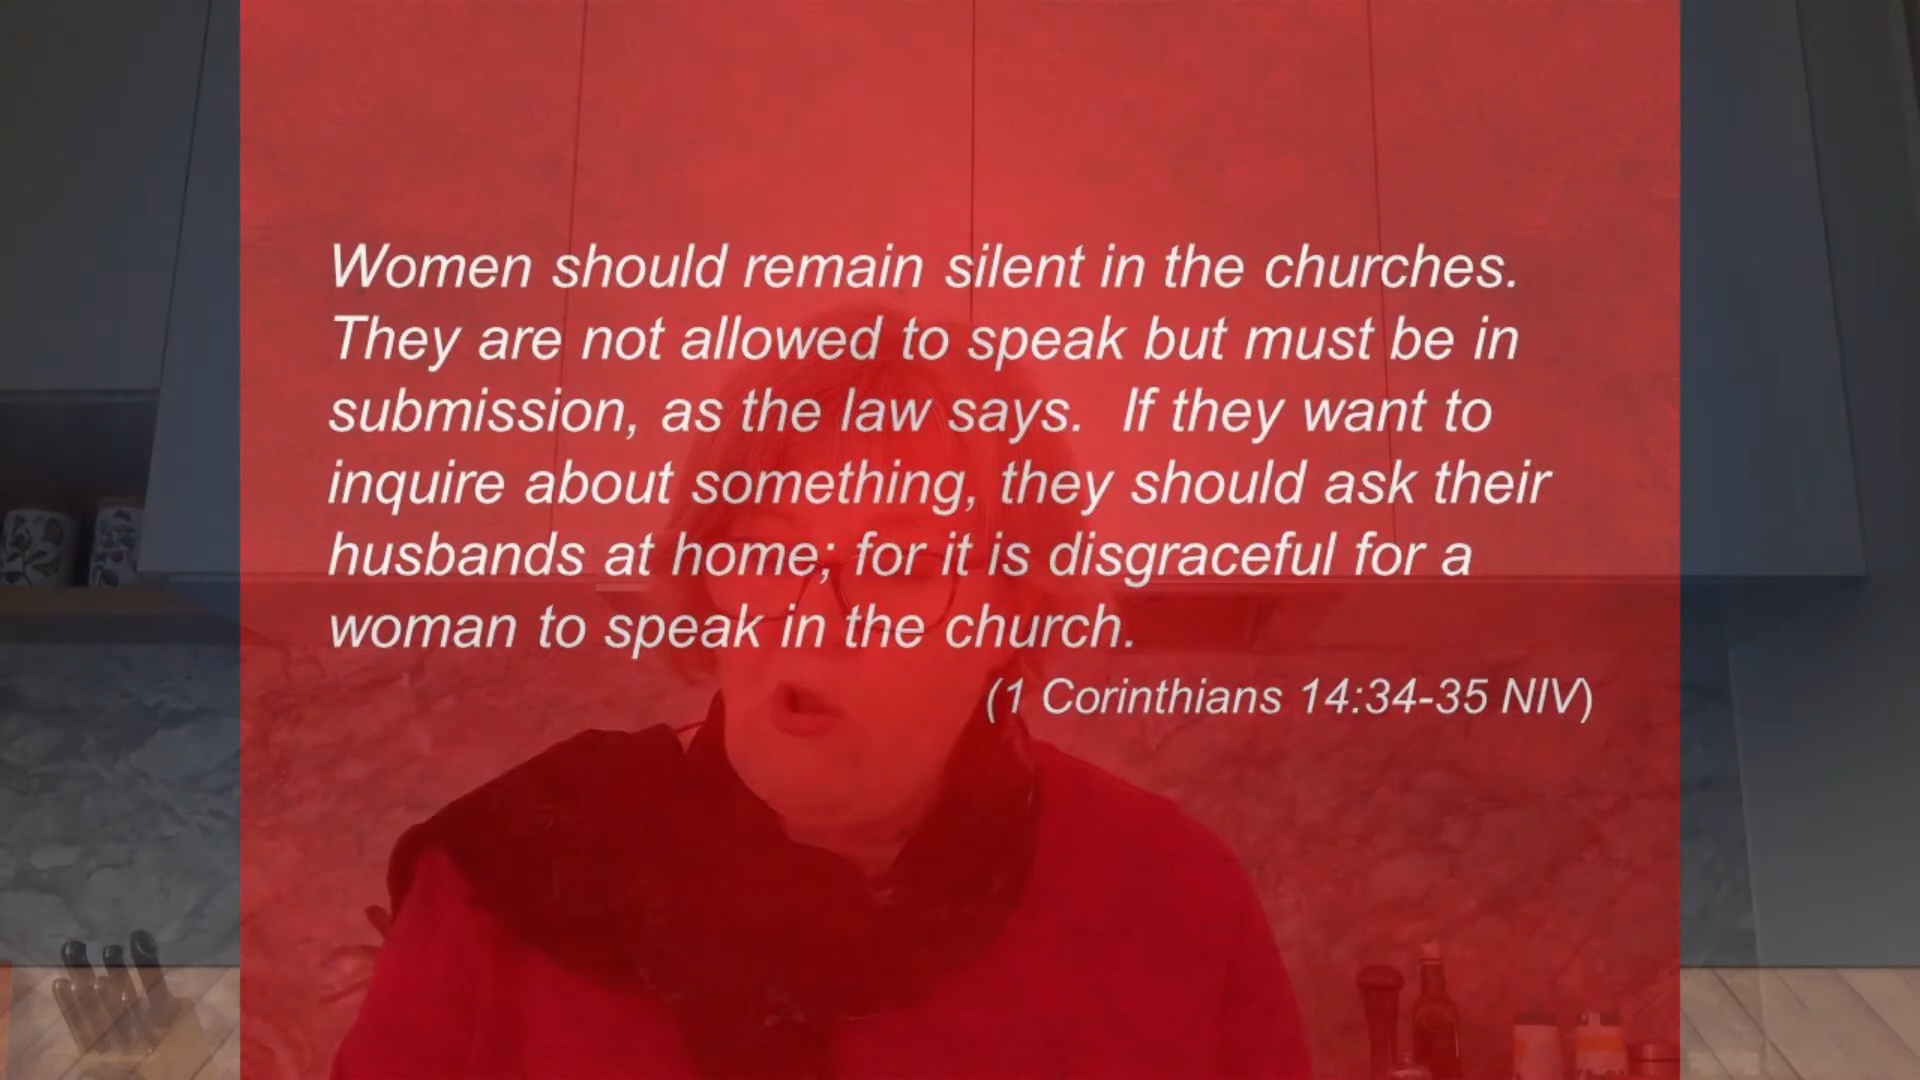 Women should remain silent in the churches.
They are not allowed to speak but must be in
submission, as the law says.  If they want to
inquire about something, they should ask their
husbands at home; for it is disgraceful for a
woman to speak in the church.
(1 Corinthians 14:34-35 NIV)